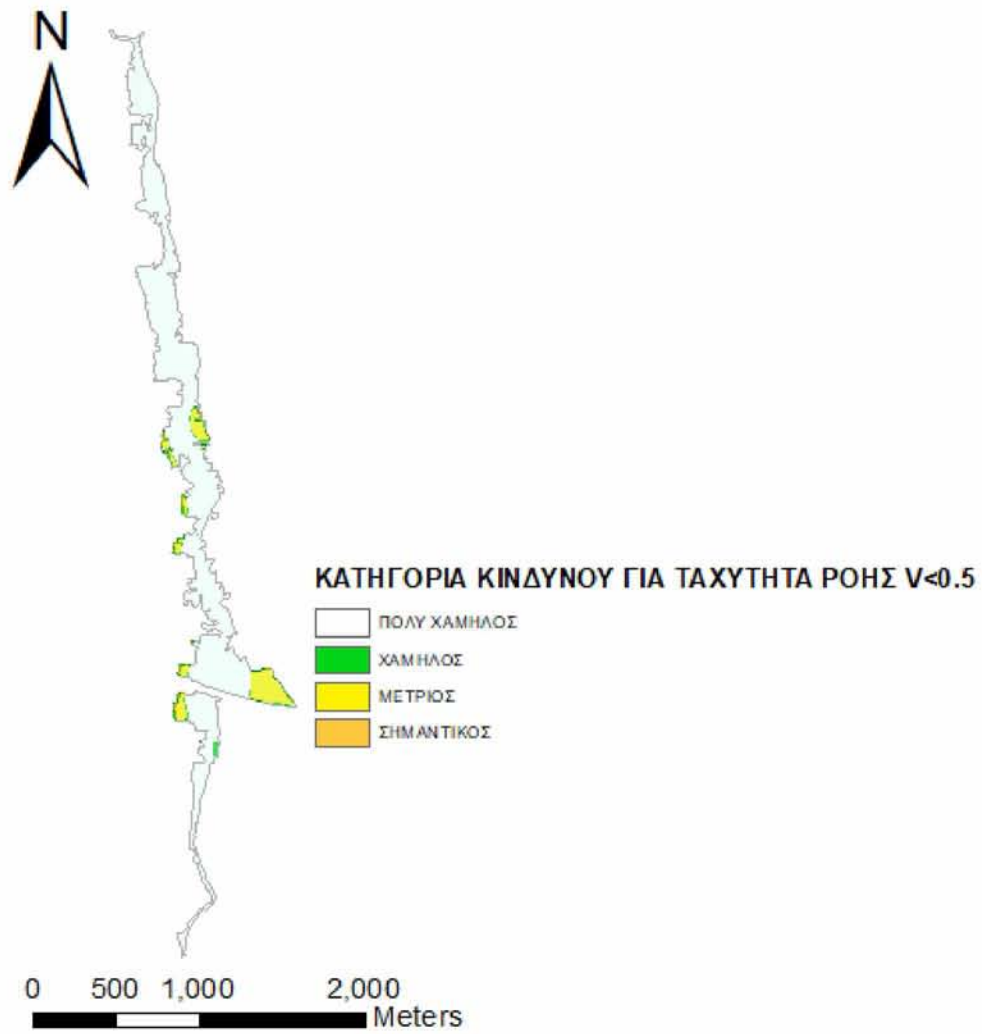 N
ΚΑΤΗΓΟΡΙΑ ΚΙΝΔΥΝΟΥ ΓΙΑ ΤΑΧΥΤΗΤΑ ΡΟΗΣ V<0.5
ΠΟΛΥ ΧΑΜΗΛΟΣ
ΧΑΜΗΛΟΣ
ΜΕΤΡΙΟΣ
ΣΗΜΑΝΤΙΚΟΣ
0 500 1,000 2,000
Meters